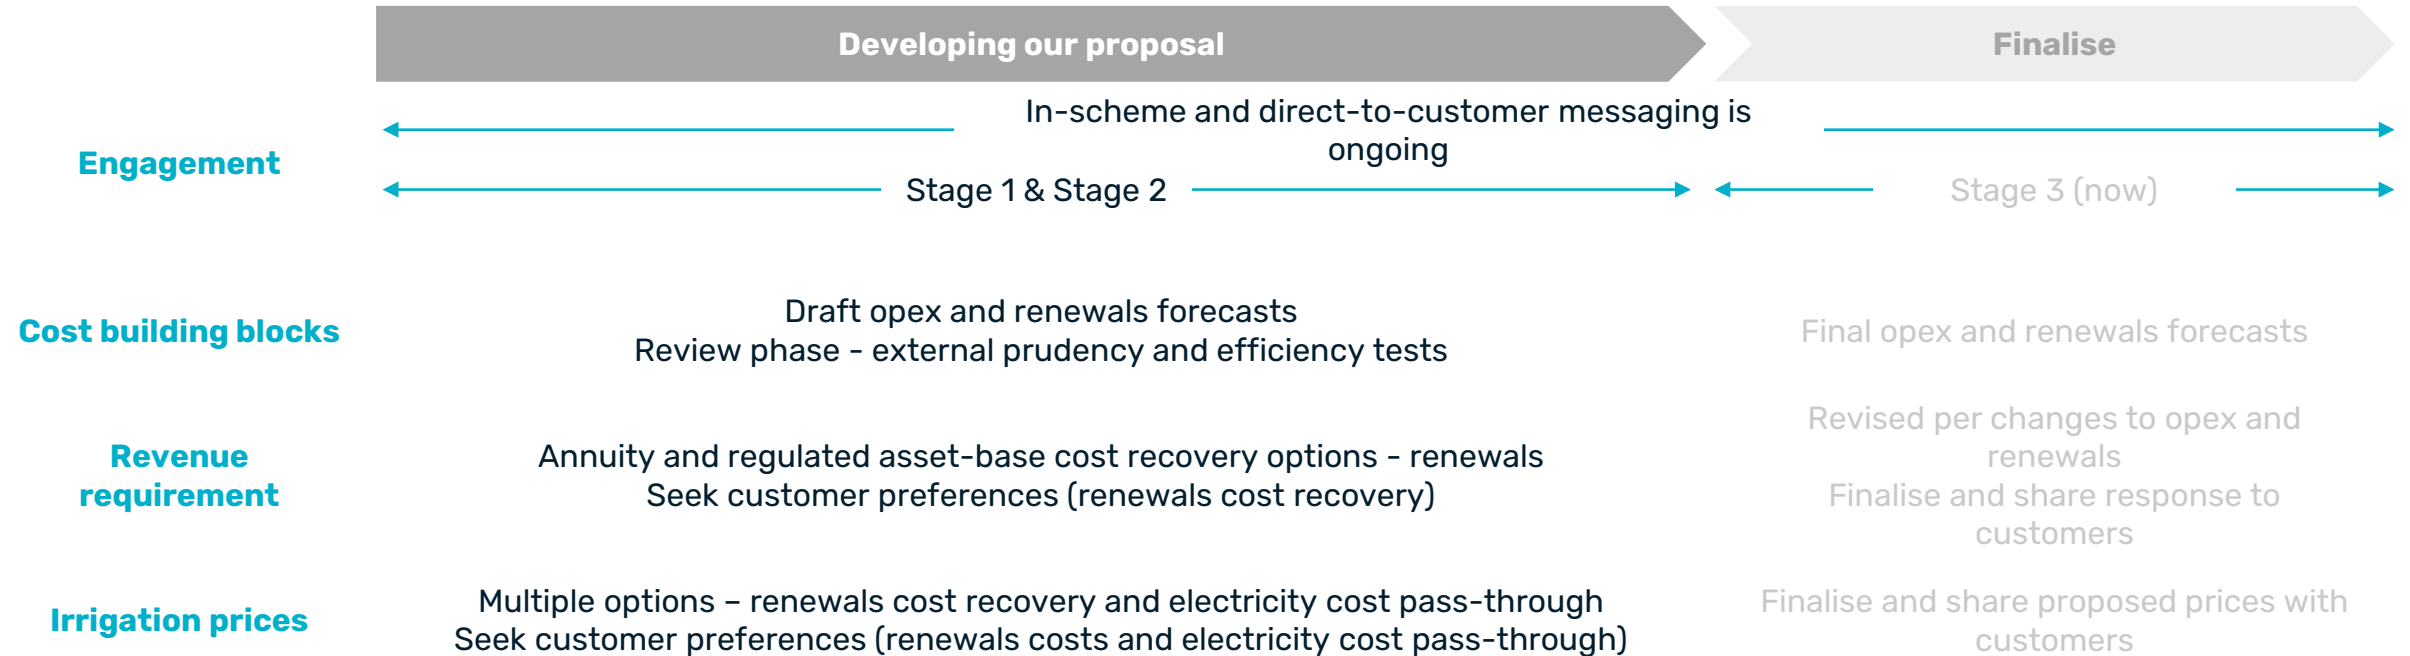 Developing our proposal
Finalise
Engagement
In-scheme and direct-to-customer messaging is
ongoing
Stage 1 & Stage 2
Stage 3 (now)
Cost building blocks
Draft opex and renewals forecasts
Review phase - external prudency and efficiency tests
Final opex and renewals forecasts
Revenue
requirement
Annuity and regulated asset-base cost recovery options - renewals
Seek customer preferences (renewals cost recovery)
Revised per changes to opex and
renewals
Finalise and share response to
customers
Irrigation prices
Multiple options – renewals cost recovery and electricity cost pass-through
Seek customer preferences (renewals costs and electricity cost pass-through)
Finalise and share proposed prices with
customers